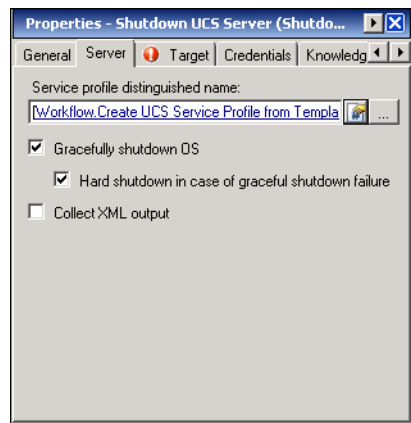 Properties - Shutdown UCS Server (Shutdo...
General Server Target Credentials Knowledg
Service profile distinguished name:
[Workflow.Create UCS Service Profile from Templa ...
Gracefully shutdown OS
Hard shutdown in case of graceful shutdown failure
Collect XML output